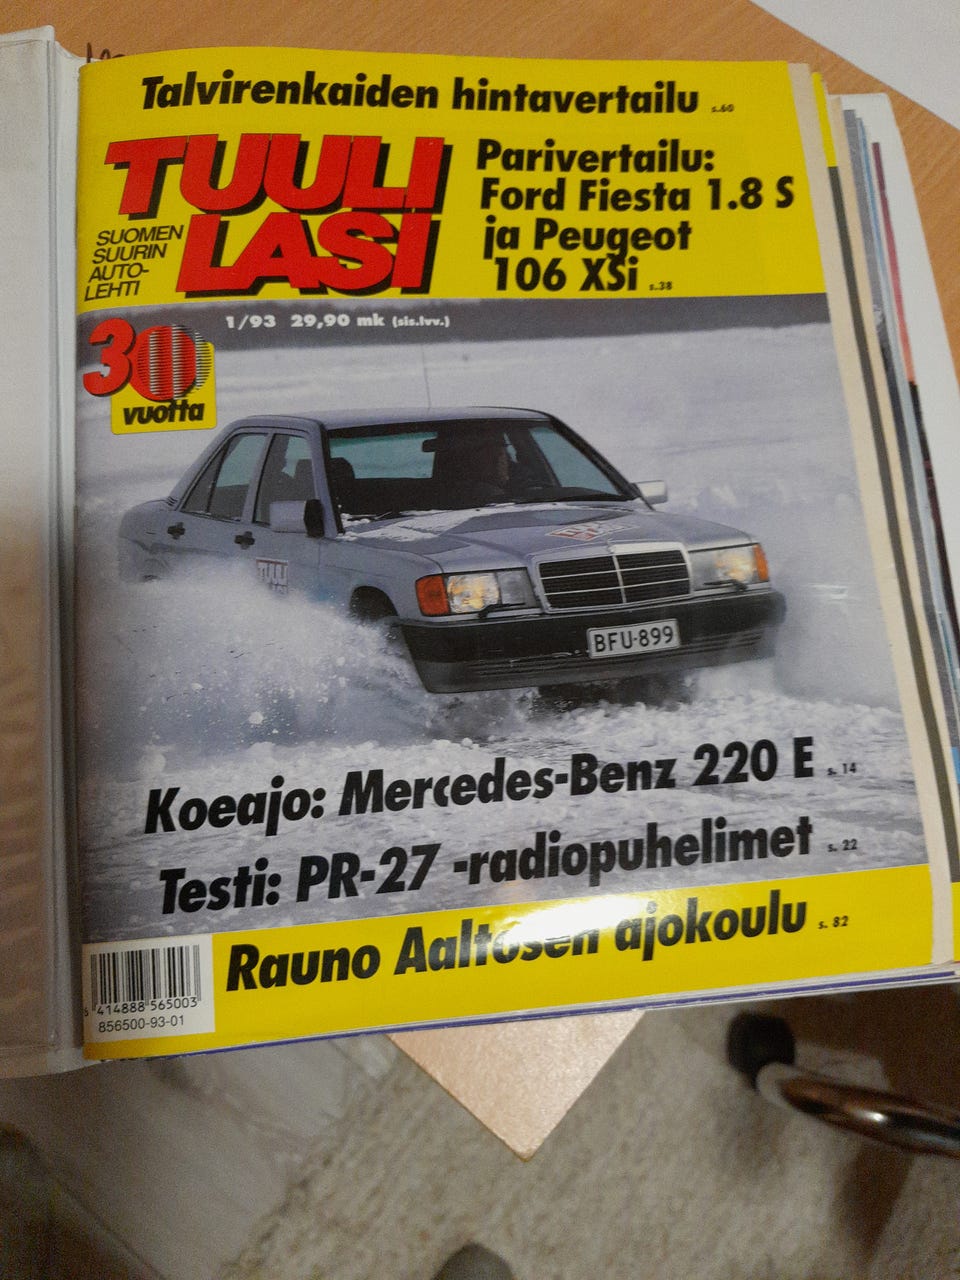 Talvirenkaiden hintavertailu s.60
TUULI
LASI
SUOMEN
SUURIN
AUTO-
LEHTI
Parivertailu:
Ford Fiesta 1.8 S
ja Peugeot
106 XSi s.38
30
vuotta
1/93 29,90 mk (sis.lvv.)
TUULI
LASI
BFU-899
Koeajo: Mercedes-Benz 220 E s. 14
Testi: PR-27 -radiopuhelimet s. 22
Rauno Aaltosen ajokoulu s. 82
6 414888 565003
856500-93-01